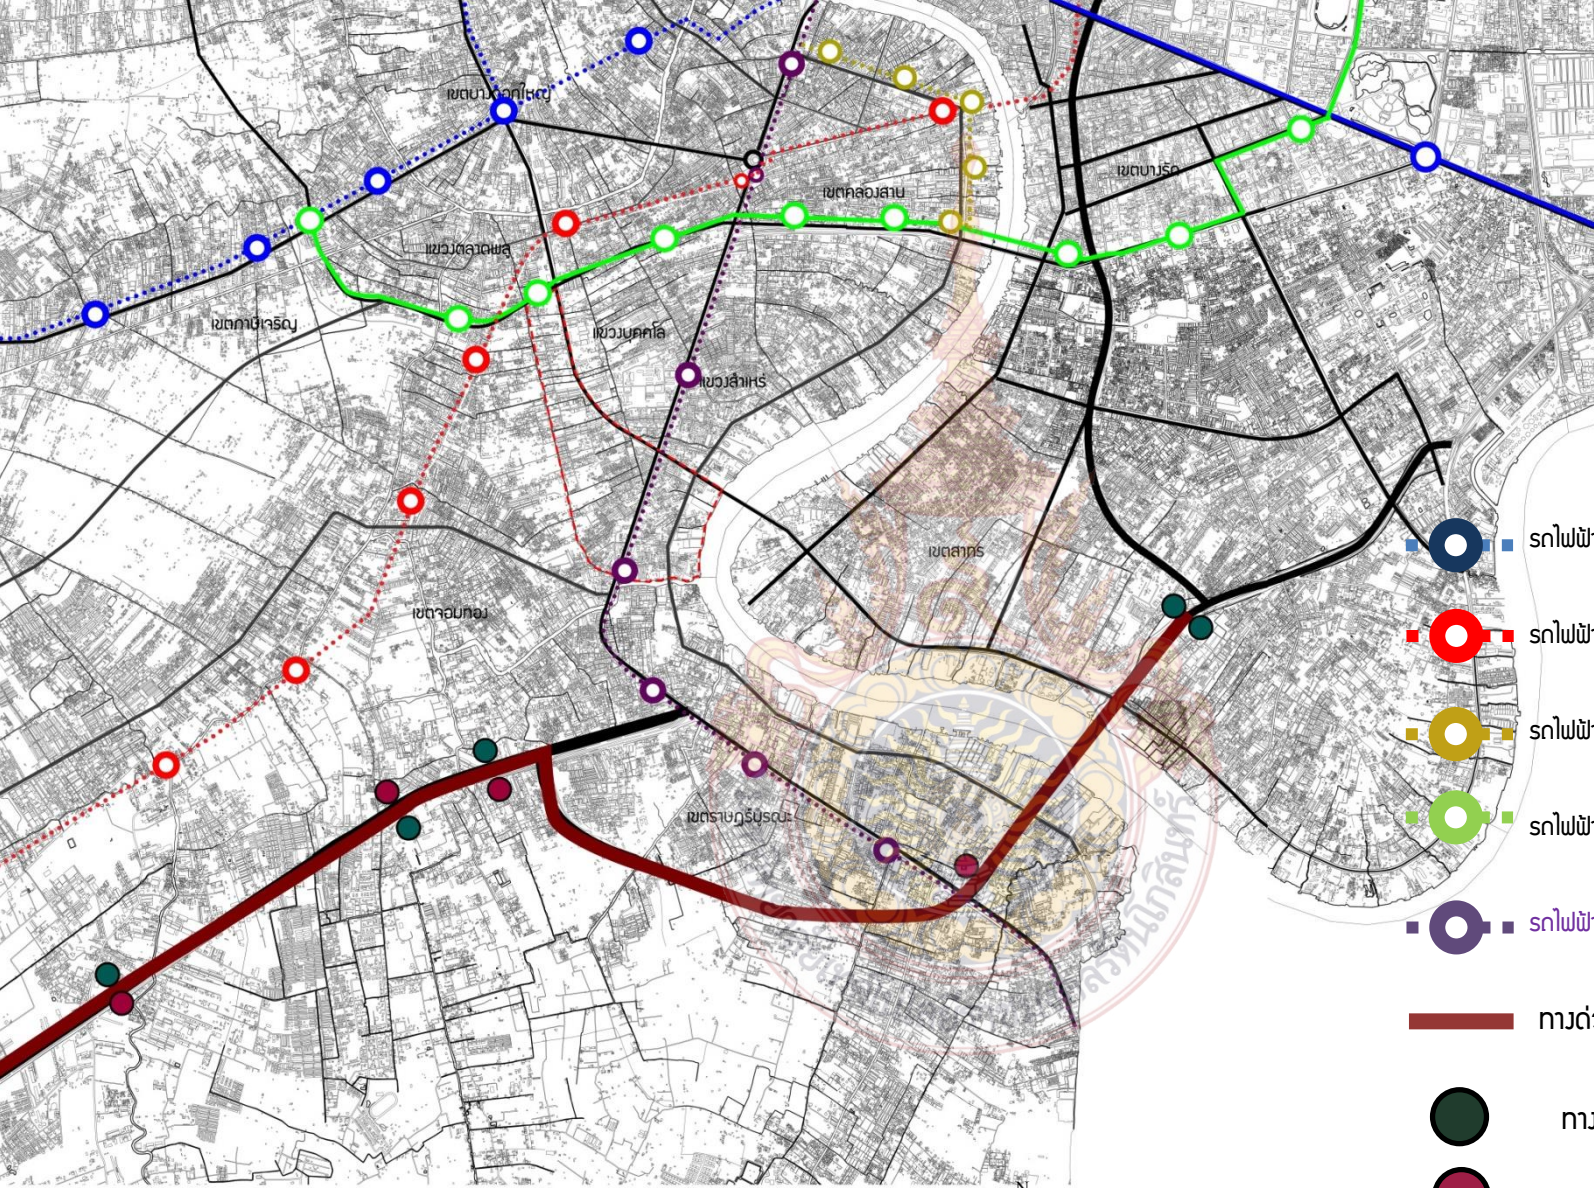 เขตบางกอกใหญ่
เขตบางรัก
เขตคลองสาน
แขวงตลาดพลู
เขตภาษีเจริญ
แขวงบุคคโล
แขวงสำเหร่
รถไฟฟ้า
เขตสาทร
เขตจอมทอง
รถไฟฟ้า
รถไฟฟ้า
เขตราษฎร์บูรณะ
รถไฟฟ้า
รถไฟฟ้า
ทางด่
ทาง
N